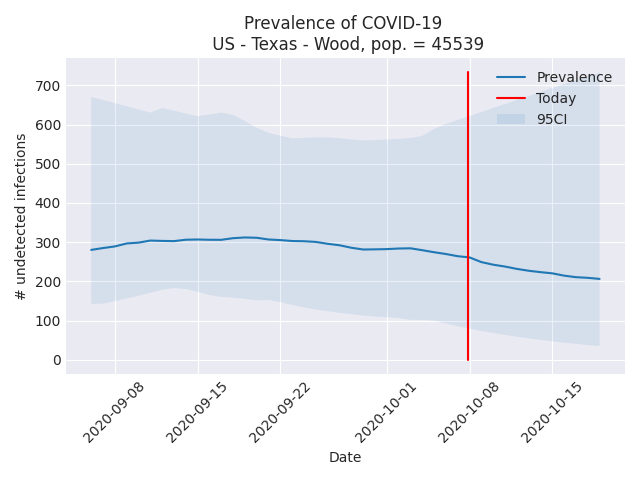 Prevalence of COVID-19
US - Texas - Wood, pop. = 45539
Prevalence
Today
95CI
# undetected infections
700
600
500
400
300
200
100
0
2020-09-08
2020-09-15
2020-09-22
2020-10-01
2020-10-08
2020-10-15
Date